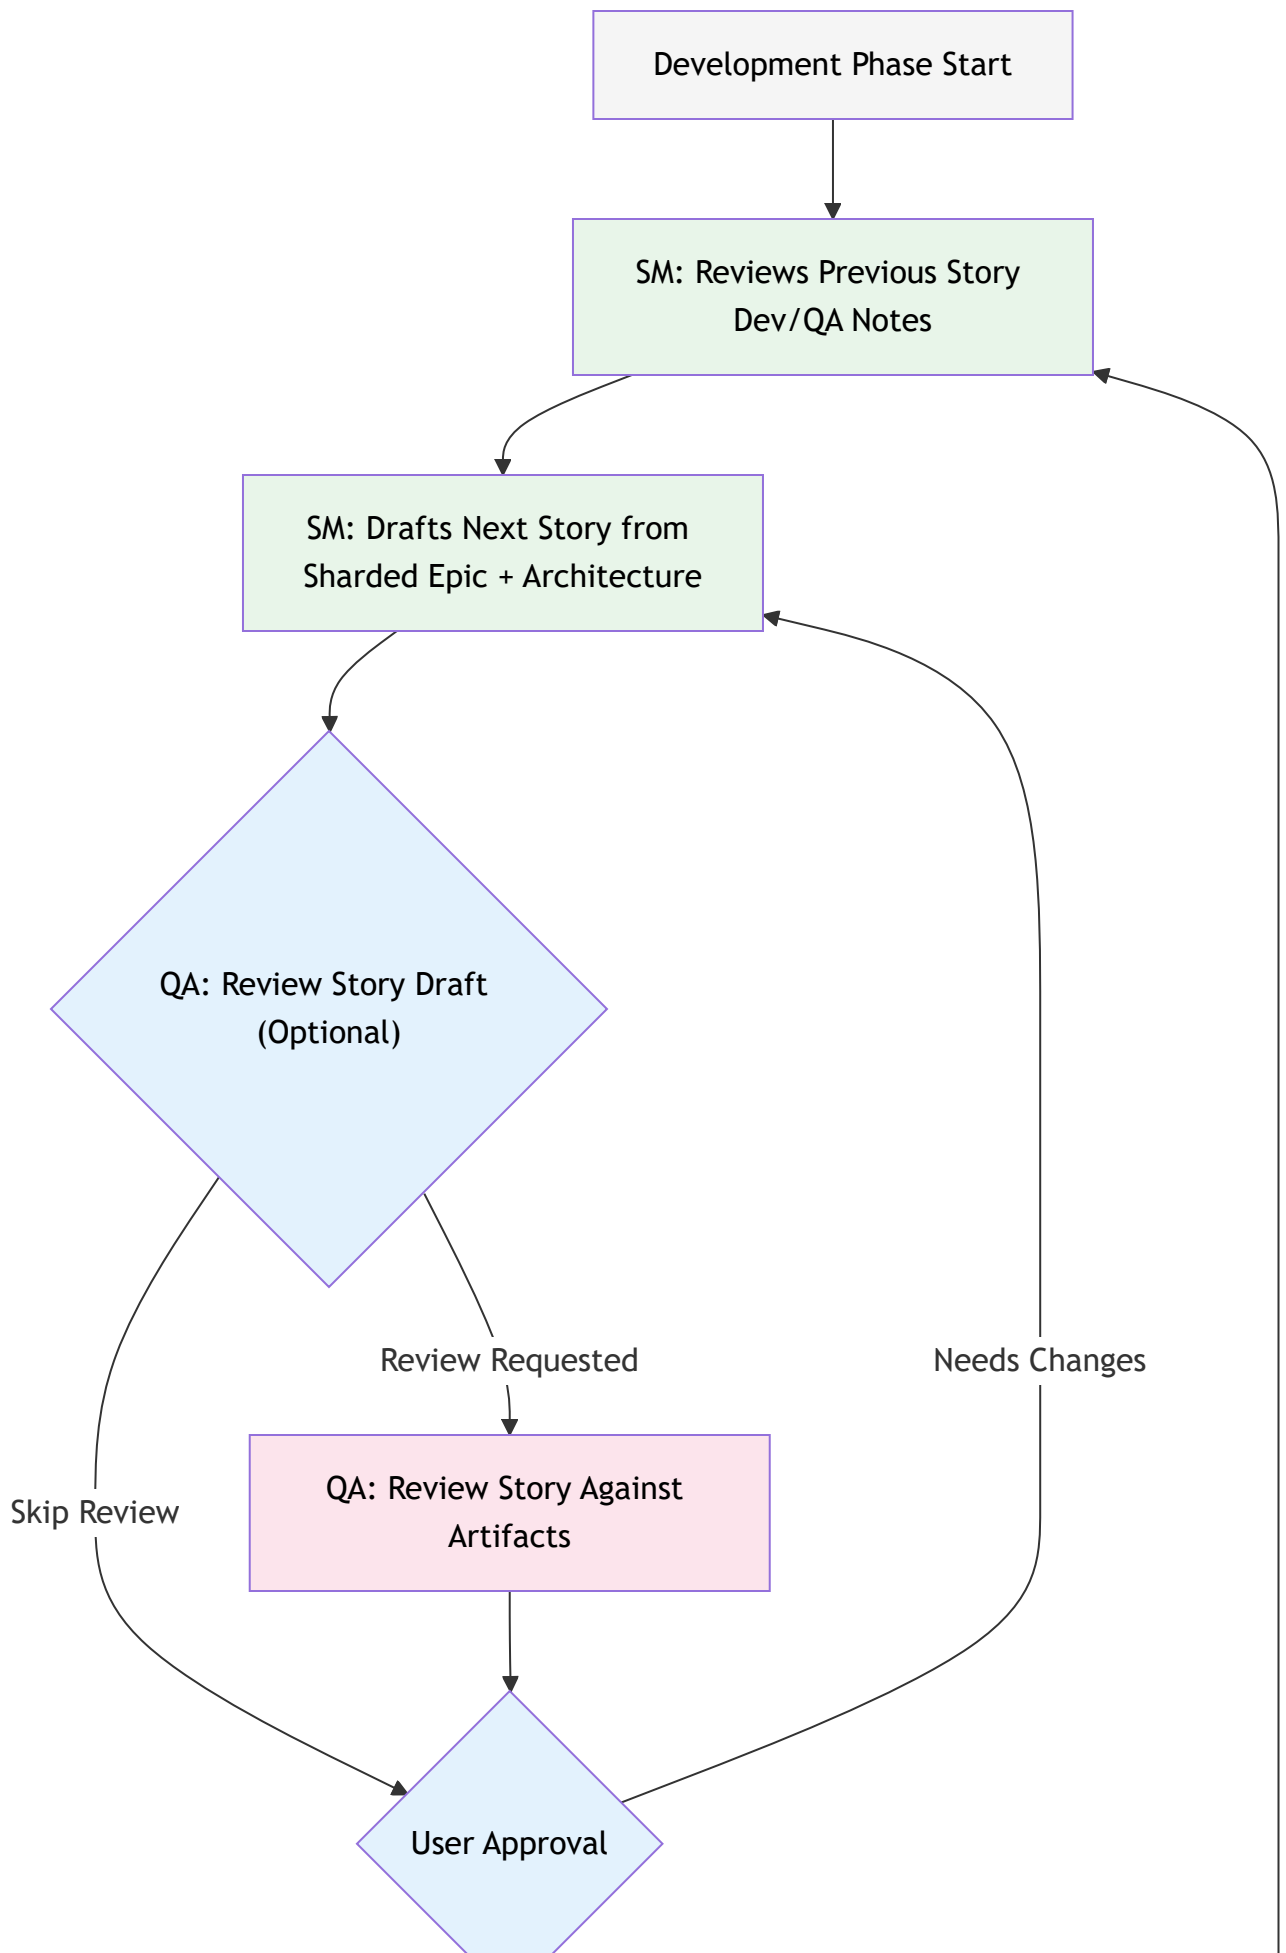 Development Phase Start
SM: Reviews Previous Story
Dev/QA Notes
SM: Drafts Next Story from
Sharded Epic + Architecture
QA: Review Story Draft
(Optional)
Review Requested
Needs Changes
QA: Review Story Against
Artifacts
Skip Review
User Approval